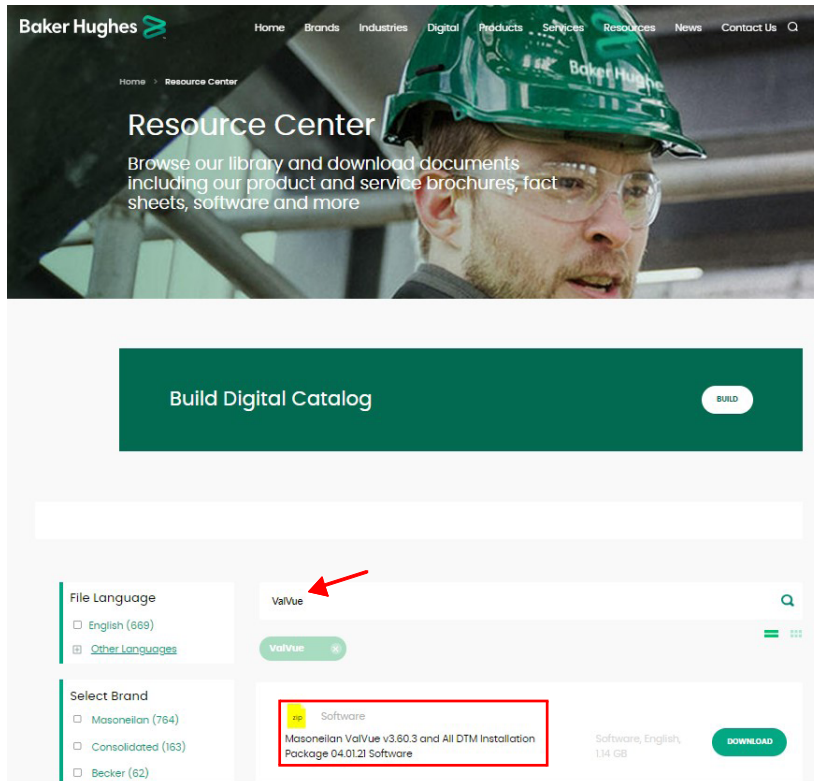 Baker Hughes
Home Brands Industries Digital Products Services Resources News Contact Us
Home > Resource Center
Baker Hughes
Resource Center
Browse our library and download documents
including our product and service brochures, fact
sheets, software and more
Build Digital Catalog
BUILD
File Language
English (669)
Other Languages
ValVue
ValVue
Select Brand
Masoneilan (764)
Consolidated (163)
Becker (62)
zip Software
Masoneilan ValVue v3.60.3 and All DTM Installation
Package 04.01.21 Software
Software, English,
1.14 GB
DOWNLOAD